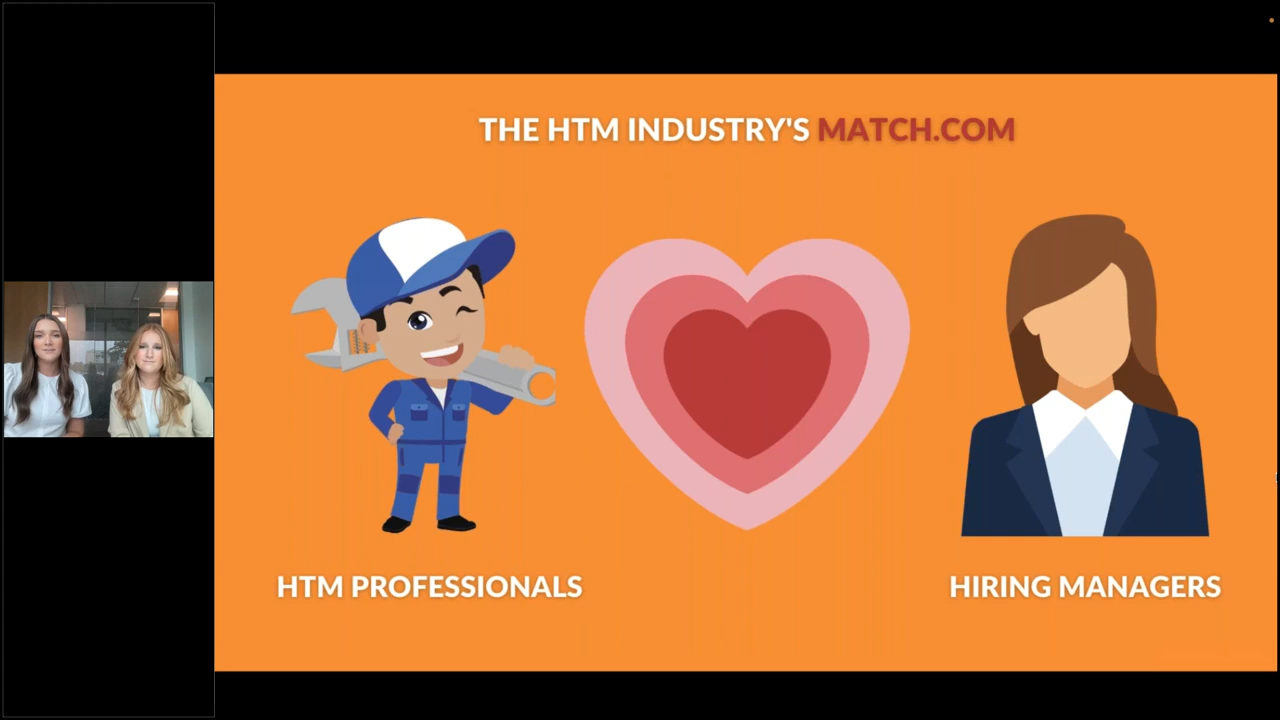 THE HTM INDUSTRY'S MATCH.COM
HTM PROFESSIONALS
HIRING MANAGERS